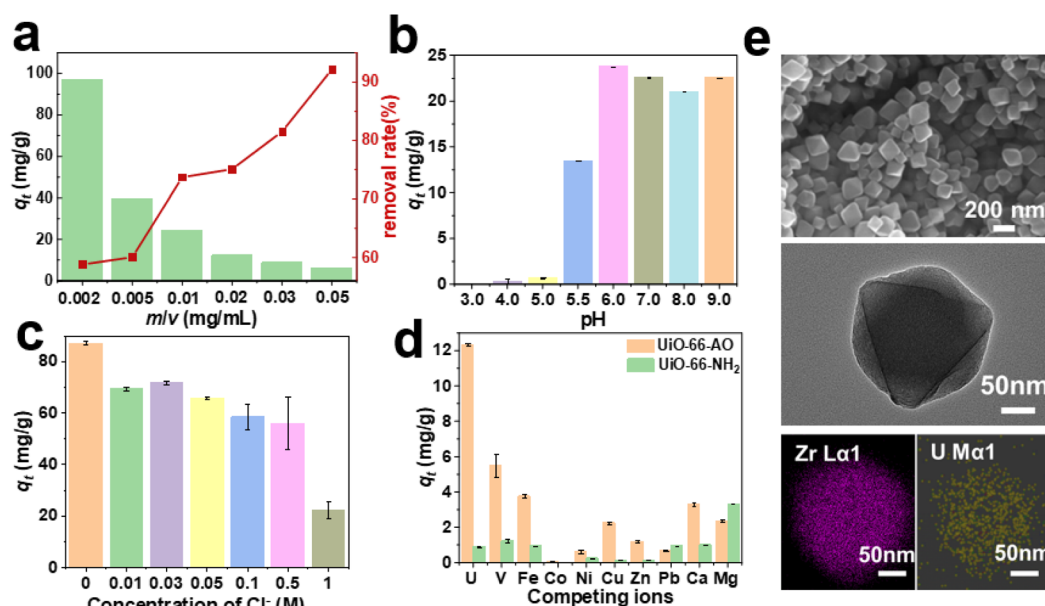 a
q_t (mg/g)
100
80
60
40
20
0
removal rate(%)
90
80
70
60
0.002 0.005 0.01 0.02 0.03 0.05
m/v (mg/mL)
b
q_t (mg/g)
25
20
15
10
5
0
3.0 4.0 5.0 5.5 6.0 7.0 8.0 9.0
pH
c
q_t (mg/g)
80
60
40
20
0
0 0.01 0.03 0.05 0.1 0.5 1
Concentration of Cl⁻ (M)
d
UiO-66-AO
UiO-66-NH₂
q_t (mg/g)
12
10
8
6
4
2
0
U V Fe Co Ni Cu Zn Pb Ca Mg
Competing ions
e
200 nm
50nm
Zr Lα1
50nm
U Mα1
50nm